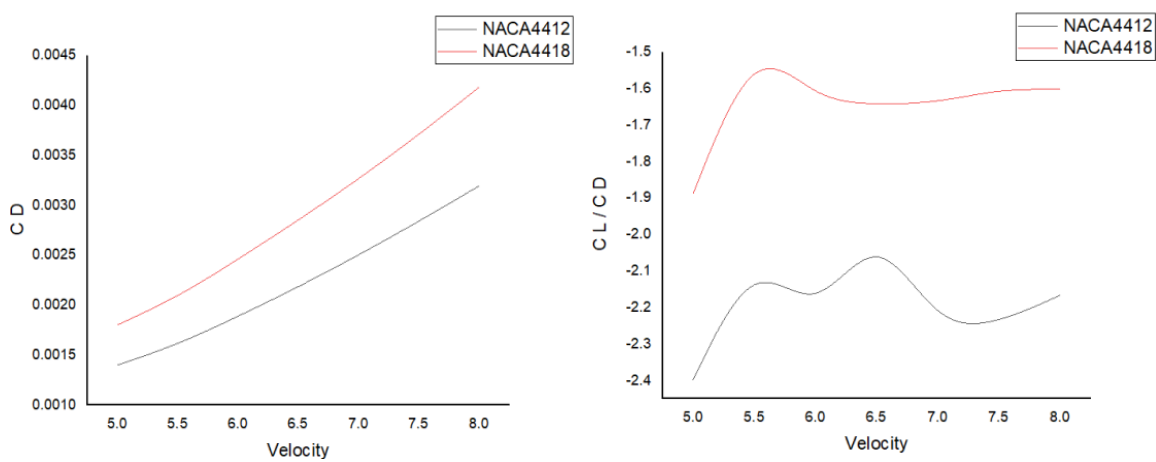 NACA4412
NACA4418
0.0045
0.0040
0.0035
0.0030
0.0025
0.0020
0.0015
0.0010
C D
5.0 5.5 6.0 6.5 7.0 7.5 8.0
Velocity
NACA4412
NACA4418
-1.5
-1.6
-1.7
-1.8
-1.9
-2.0
-2.1
-2.2
-2.3
-2.4
C L / C D
5.0 5.5 6.0 6.5 7.0 7.5 8.0
Velocity